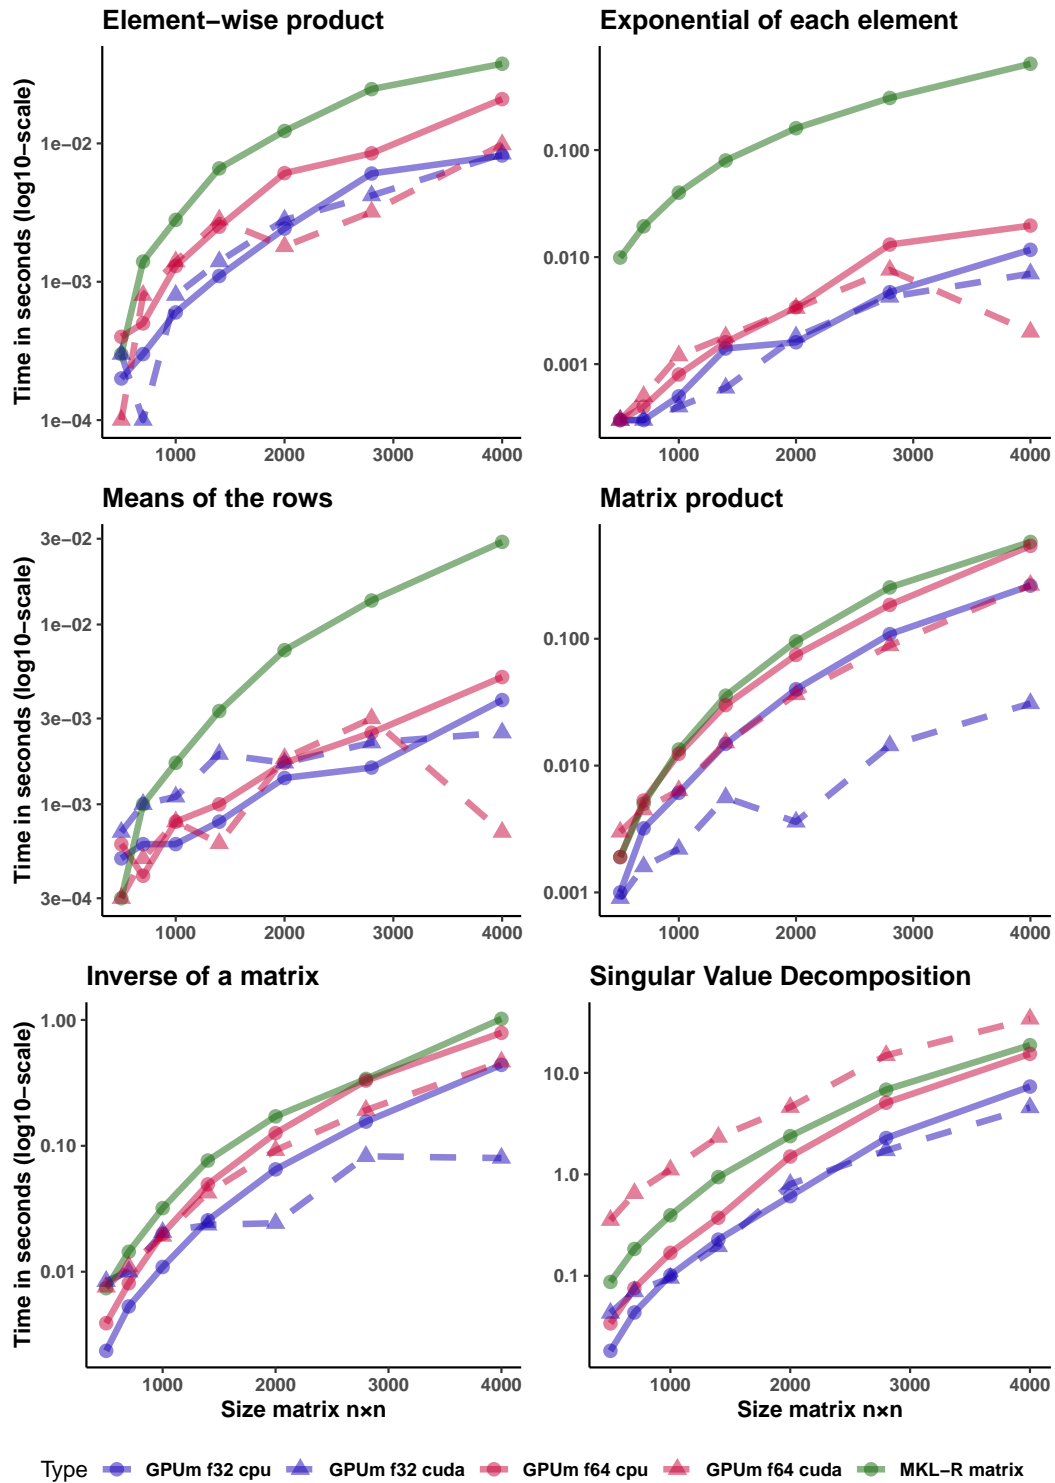 Element−wise product
Exponential of each element
Time in seconds (log10−scale)
1e−02
1e−03
1e−04
0.100
0.010
0.001
1000 2000 3000 4000
1000 2000 3000 4000
Means of the rows
Matrix product
Time in seconds (log10−scale)
3e−02
1e−02
3e−03
1e−03
3e−04
0.100
0.010
0.001
1000 2000 3000 4000
1000 2000 3000 4000
Inverse of a matrix
Singular Value Decomposition
Time in seconds (log10−scale)
1.00
0.10
0.01
10.0
1.0
0.1
1000 2000 3000 4000
1000 2000 3000 4000
Size matrix n×n
Size matrix n×n
Type GPUm f32 cpu GPUm f32 cuda GPUm f64 cpu GPUm f64 cuda MKL−R matrix